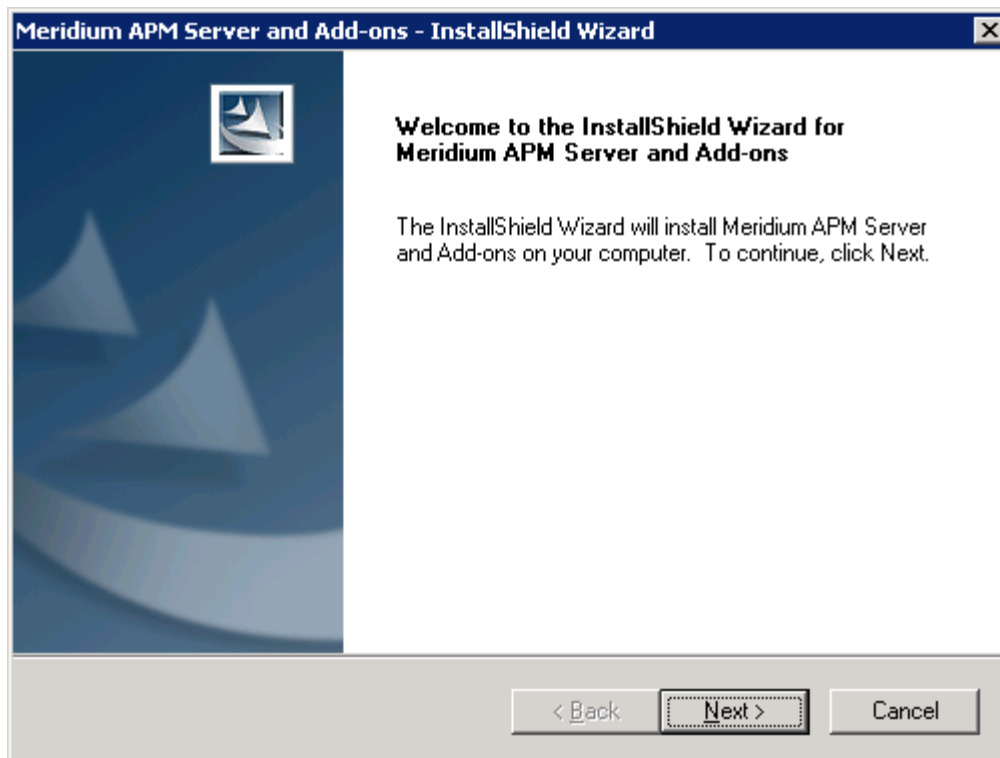 Meridium APM Server and Add-ons - InstallShield Wizard
Welcome to the InstallShield Wizard for
Meridium APM Server and Add-ons
The InstallShield Wizard will install Meridium APM Server
and Add-ons on your computer. To continue, click Next.
< Back
Next >
Cancel